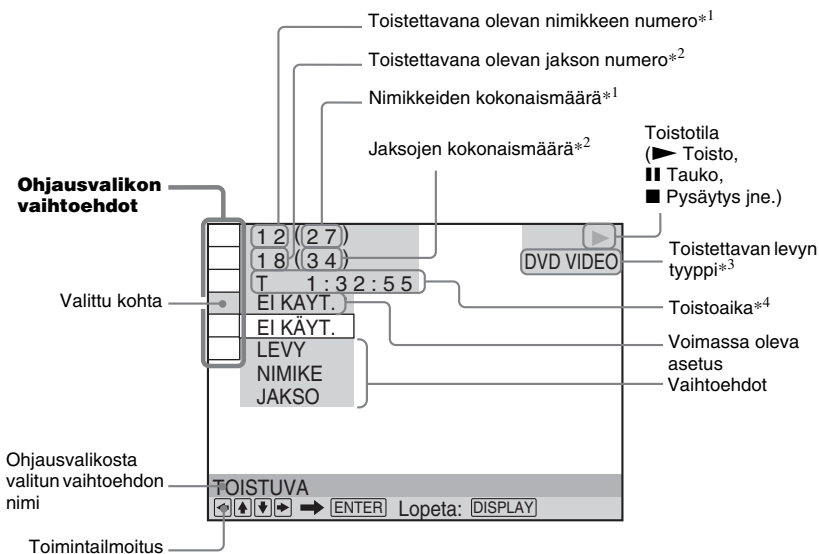 Toistettavana olevan nimikkeen numero*1
Toistettavana olevan jakson numero*2
Nimikkeiden kokonaismäärä*1
Jaksojen kokonaismäärä*2
Toistotila
(▶ Toisto,
❚❚ Tauko,
■ Pysäytys jne.)
Ohjausvalikon
vaihtoehdot
12(27)
18(34)
T 1:32:55
DVD VIDEO
Toistettavan levyn
tyyppi*3
Valittu kohta
EI KÄYT.
Toistoaika*4
EI KÄYT.
LEVY
NIMIKE
JAKSO
Voimassa oleva
asetus
Vaihtoehdot
Ohjausvalikosta
valitun vaihtoehdon
nimi
TOISTUVA
ENTER Lopeta: DISPLAY
Toimintailmoitus